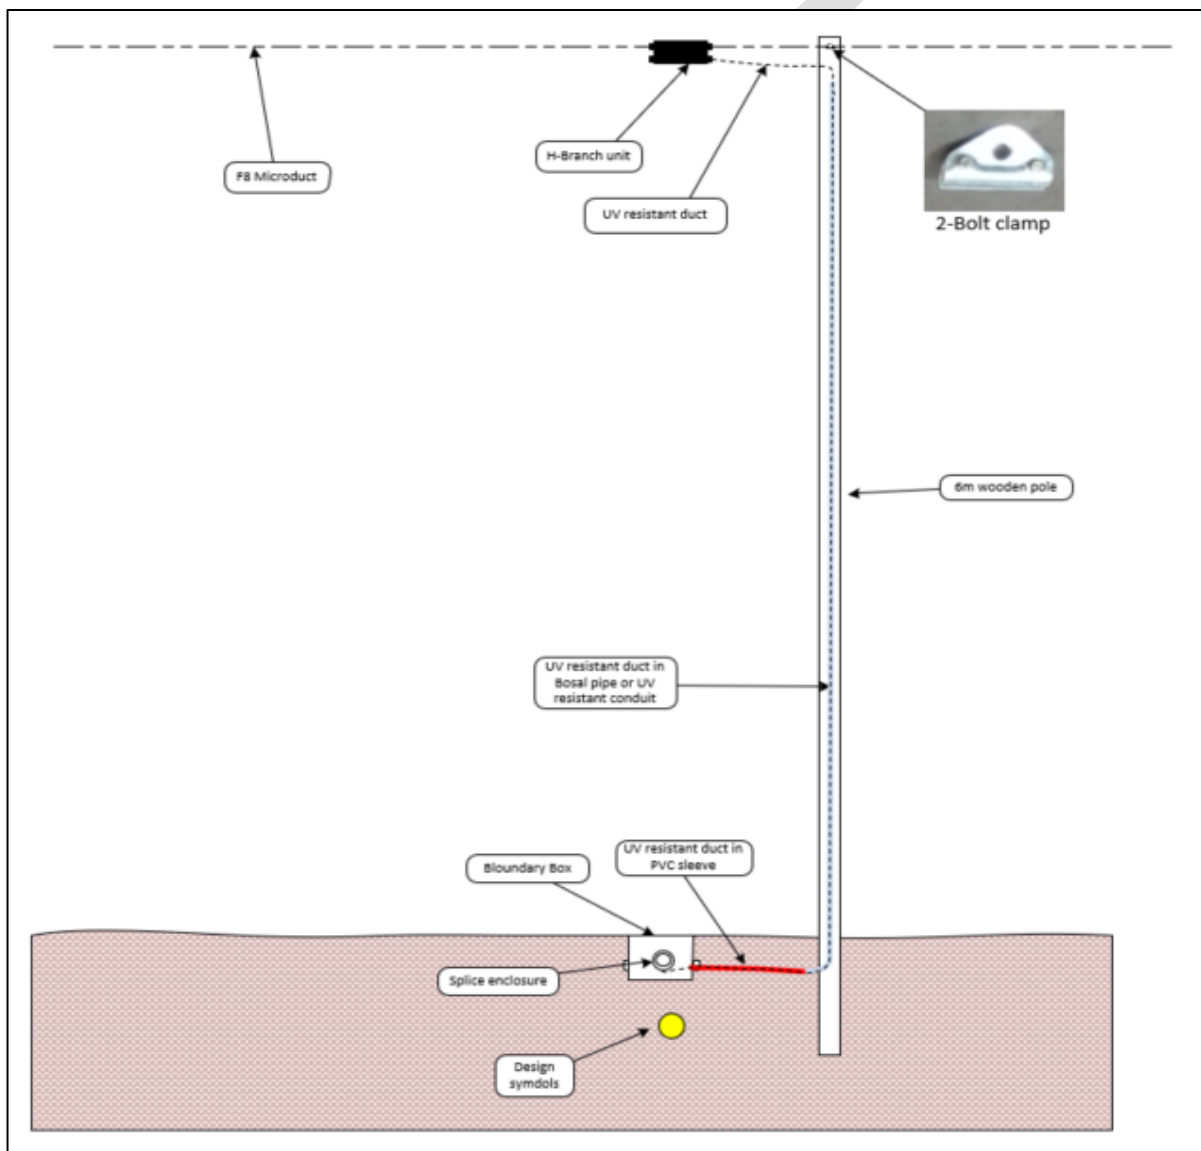 H-Branch unit
F8 Microduct
UV resistant duct
2-Bolt clamp
6m wooden pole
UV resistant duct in
Bosal pipe or UV
resistant conduit
UV resistant duct in
PVC sleeve
Bloundary Box
Splice enclosure
Design
symdols